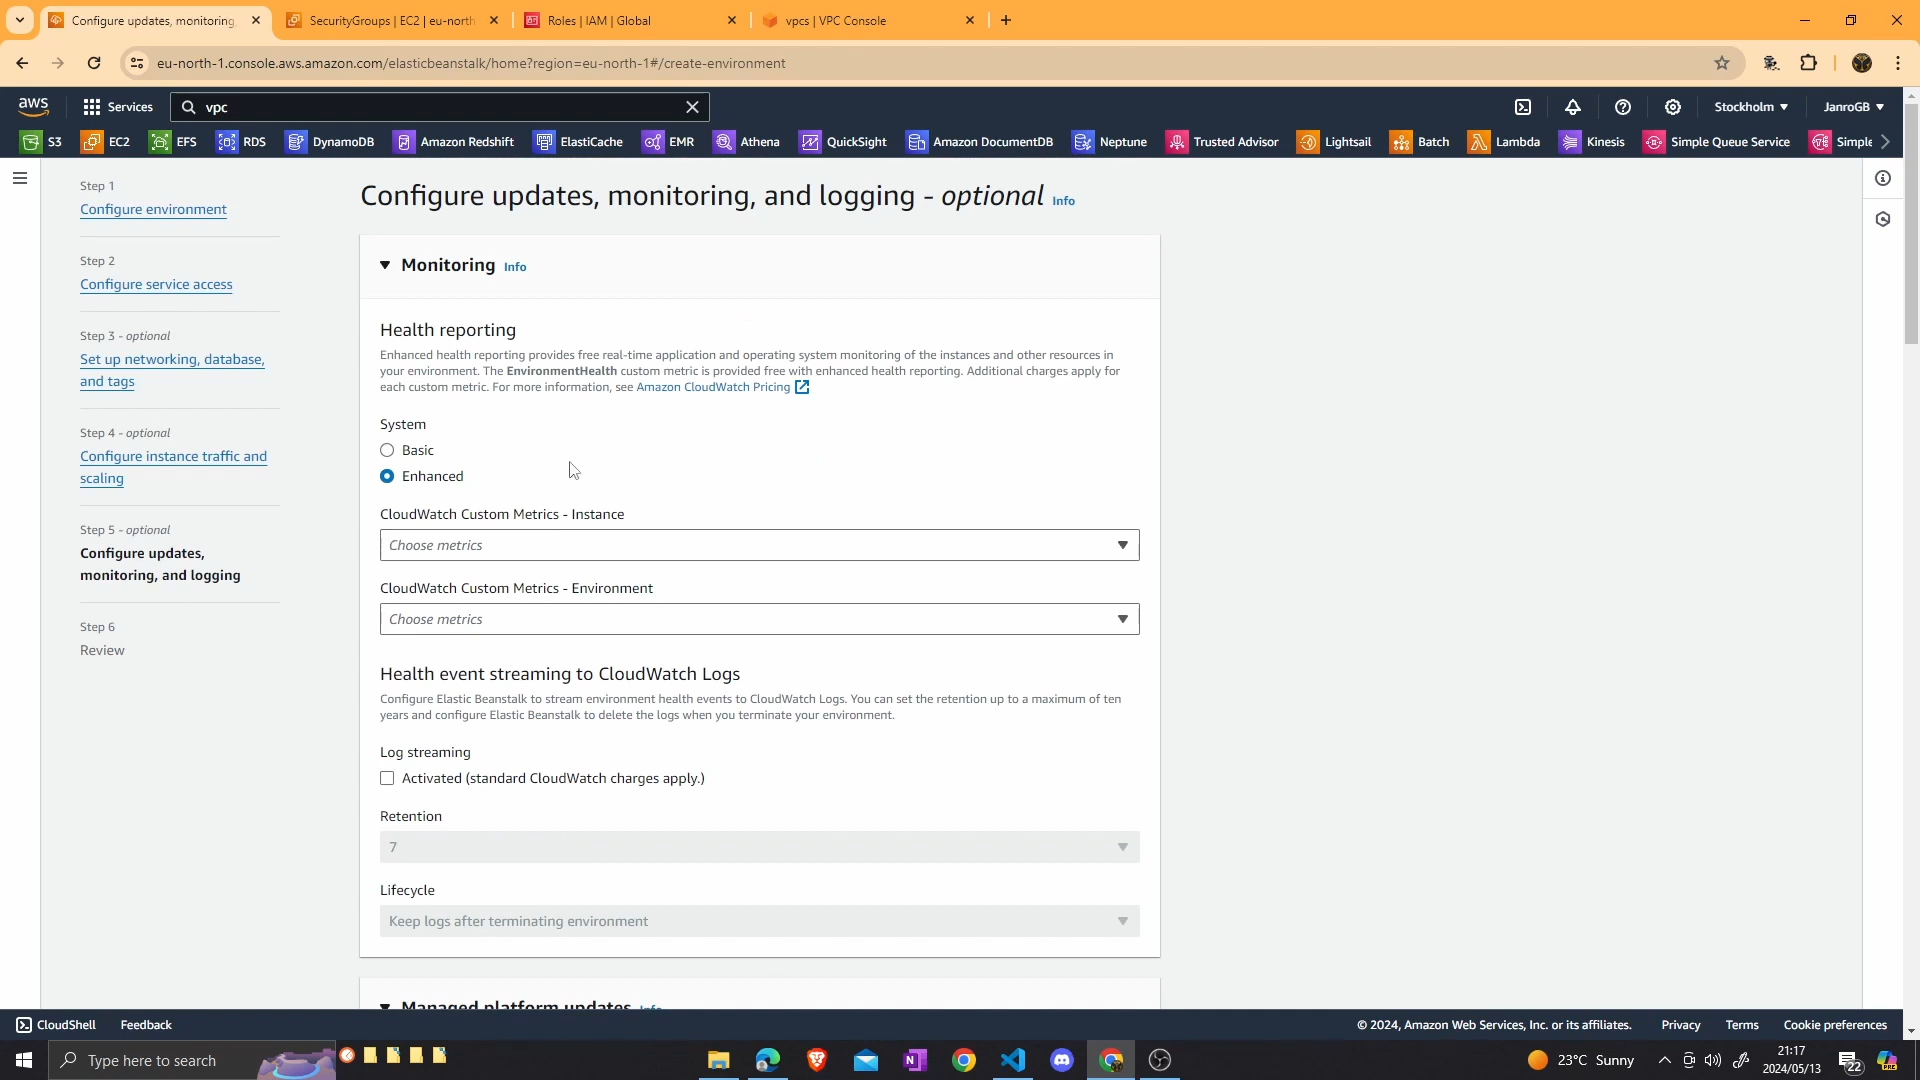 Configure updates, monitoring,
SecurityGroups | EC2 | eu-north
Roles | IAM | Global
vpcs | VPC Console
eu-north-1.console.aws.amazon.com/elasticbeanstalk/home?region=eu-north-1#/create-environment
aws
Services
vpc
Stockholm
JanroGB
S3
EC2
EFS
RDS
DynamoDB
Amazon Redshift
ElastiCache
EMR
Athena
QuickSight
Amazon DocumentDB
Neptune
Trusted Advisor
Lightsail
Batch
Lambda
Kinesis
Simple Queue Service
Simple
Step 1
Configure environment
Step 2
Configure service access
Step 3 - optional
Set up networking, database,
and tags
Step 4 - optional
Configure instance traffic and
scaling
Step 5 - optional
Configure updates,
monitoring, and logging
Step 6
Review
Configure updates, monitoring, and logging - optional Info
Monitoring Info
Health reporting
Enhanced health reporting provides free real-time application and operating system monitoring of the instances and other resources in
your environment. The EnvironmentHealth custom metric is provided free with enhanced health reporting. Additional charges apply for
each custom metric. For more information, see Amazon CloudWatch Pricing
System
Basic
Enhanced
CloudWatch Custom Metrics - Instance
Choose metrics
CloudWatch Custom Metrics - Environment
Choose metrics
Health event streaming to CloudWatch Logs
Configure Elastic Beanstalk to stream environment health events to CloudWatch Logs. You can set the retention up to a maximum of ten
years and configure Elastic Beanstalk to delete the logs when you terminate your environment.
Log streaming
Activated (standard CloudWatch charges apply.)
Retention
7
Lifecycle
Keep logs after terminating environment
Managed platform updates Info
CloudShell
Feedback
© 2024, Amazon Web Services, Inc. or its affiliates.
Privacy
Terms
Cookie preferences
Type here to search
23°C Sunny
21:17
2024/05/13
22